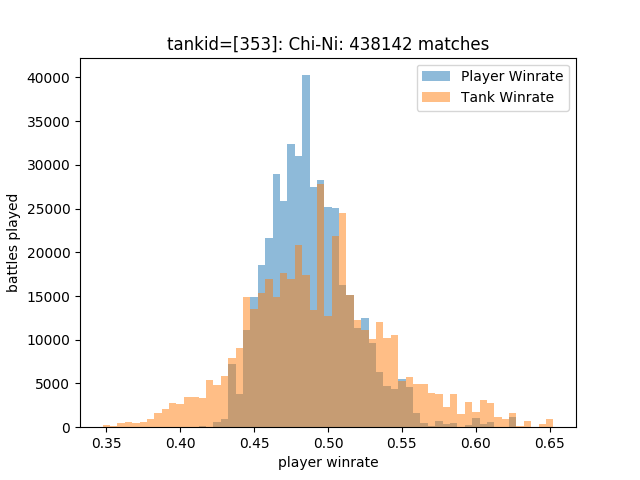 tankid=[353]: Chi-Ni: 438142 matches
Player Winrate
Tank Winrate
battles played
40000
35000
30000
25000
20000
15000
10000
5000
0
0.35 0.40 0.45 0.50 0.55 0.60 0.65
player winrate